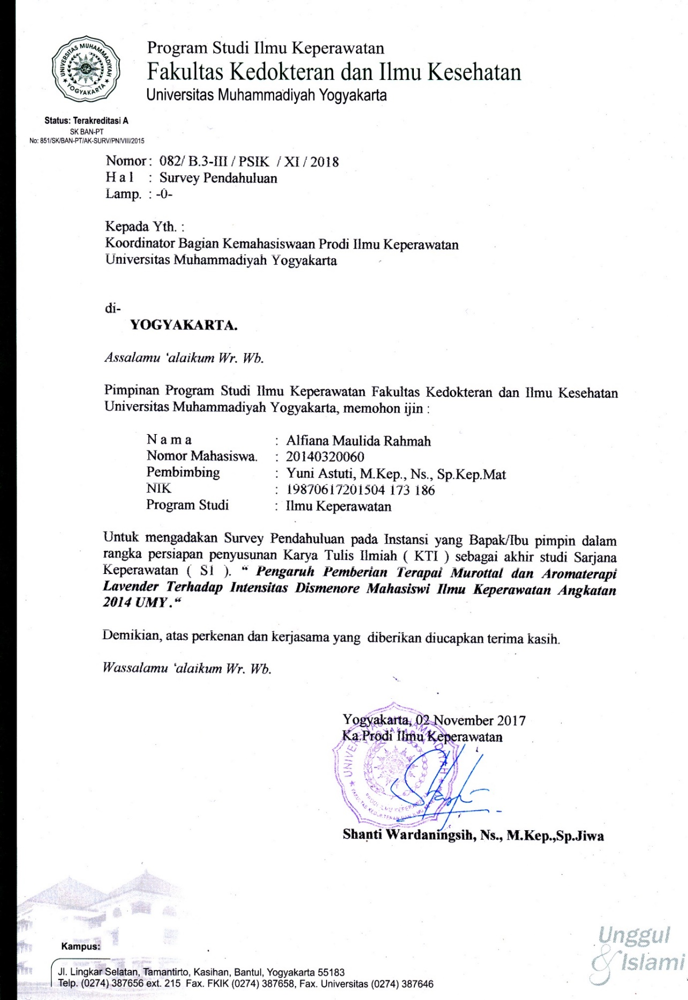 UNIVERSITAS MUHAMMADIYAH
YOGYAKARTA
Program Studi Ilmu Keperawatan
Fakultas Kedokteran dan Ilmu Kesehatan
Universitas Muhammadiyah Yogyakarta
Status: Terakreditasi A
SK BAN-PT
No: 851/SK/BAN-PT/AK-SURV/PN/VIII/2015
Nomor : 082/ B.3-III / PSIK / XI / 2018
H a l : Survey Pendahuluan
Lamp. : -0-
Kepada Yth. :
Koordinator Bagian Kemahasiswaan Prodi Ilmu Keperawatan
Universitas Muhammadiyah Yogyakarta
di-
YOGYAKARTA.
Assalamu ‘alaikum Wr. Wb.
Pimpinan Program Studi Ilmu Keperawatan Fakultas Kedokteran dan Ilmu Kesehatan
Universitas Muhammadiyah Yogyakarta, memohon ijin :
N a m a : Alfiana Maulida Rahmah
Nomor Mahasiswa. : 20140320060
Pembimbing : Yuni Astuti, M.Kep., Ns., Sp.Kep.Mat
NIK : 19870617201504 173 186
Program Studi : Ilmu Keperawatan
Untuk mengadakan Survey Pendahuluan pada Instansi yang Bapak/Ibu pimpin dalam
rangka persiapan penyusunan Karya Tulis Ilmiah ( KTI ) sebagai akhir studi Sarjana
Keperawatan ( S1 ). “ Pengaruh Pemberian Terapai Murottal dan Aromaterapi
Lavender Terhadap Intensitas Dismenore Mahasiswi Ilmu Keperawatan Angkatan
2014 UMY.“
Demikian, atas perkenan dan kerjasama yang diberikan diucapkan terima kasih.
Wassalamu ‘alaikum Wr. Wb.
Yogyakarta, 02 November 2017
Ka.Prodi Ilmu Keperawatan
UNIVERSITAS MUHAMMADIYAH
YOGYAKARTA
PRODI ILMU KEPERAWATAN
FAKULTAS KEDOKTERAN DAN ILMU KESEHATAN
Shanti Wardaningsih, Ns., M.Kep.,Sp.Jiwa
Kampus:
Jl. Lingkar Selatan, Tamantirto, Kasihan, Bantul, Yogyakarta 55183
Telp. (0274) 387656 ext. 215 Fax. FKIK (0274) 387658, Fax. Universitas (0274) 387646
Unggul
& Islami